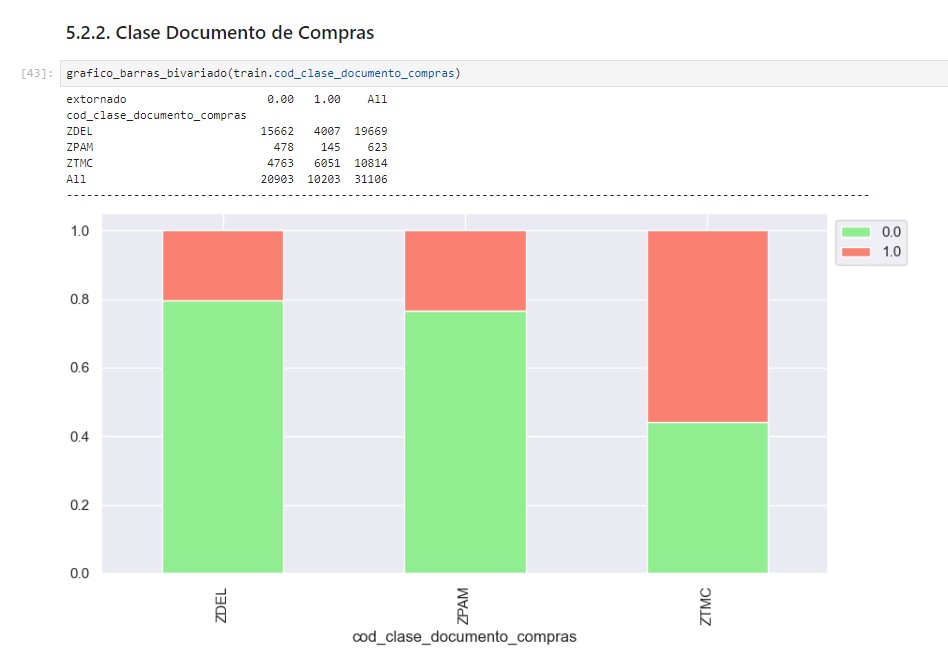 5.2.2. Clase Documento de Compras
[43]: grafico_barras_bivariado(train.cod_clase_documento_compras)
extornado 0.00 1.00 All
cod_clase_documento_compras
ZDEL 15662 4007 19669
ZPAM 478 145 623
ZTMC 4763 6051 10814
All 20903 10203 31106
1.0
0.8
0.6
0.4
0.2
0.0
0.0
1.0
ZDEL
ZPAM
ZTMC
cod_clase_documento_compras